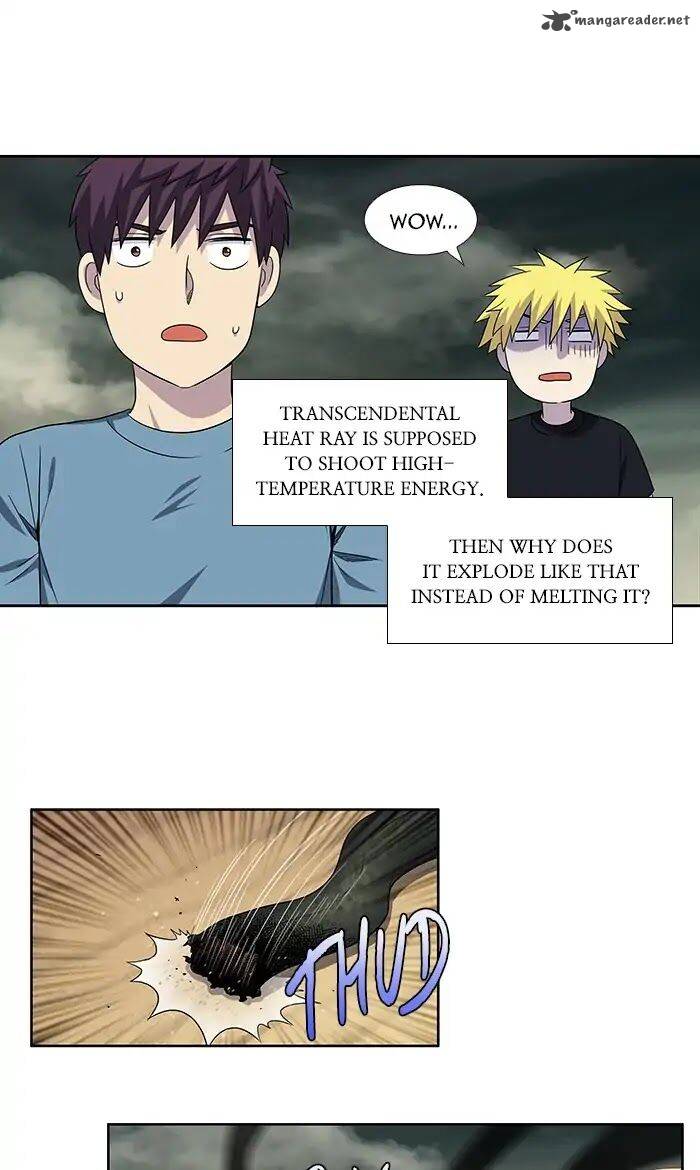 mangareader.net
WOW...
TRANSCENDENTAL
HEAT RAY IS SUPPOSED
TO SHOOT HIGH-
TEMPERATURE ENERGY.
THEN WHY DOES
IT EXPLODE LIKE THAT
INSTEAD OF MELTING IT?
THUD